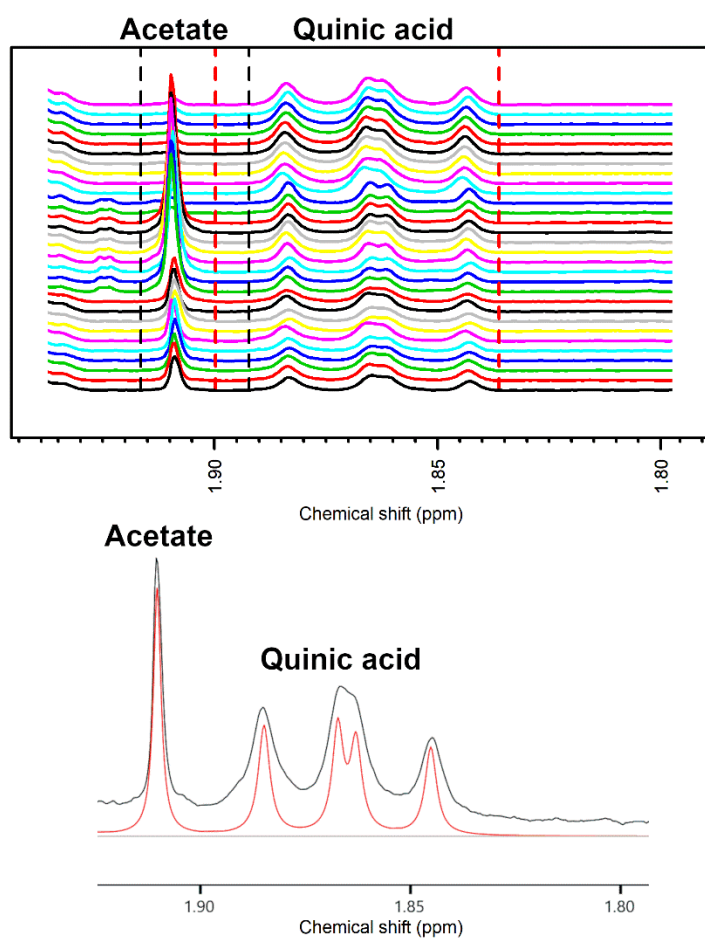 Acetate Quinic acid
1.90 1.85 1.80
Chemical shift (ppm)
Acetate
Quinic acid
1.90 1.85 1.80
Chemical shift (ppm)